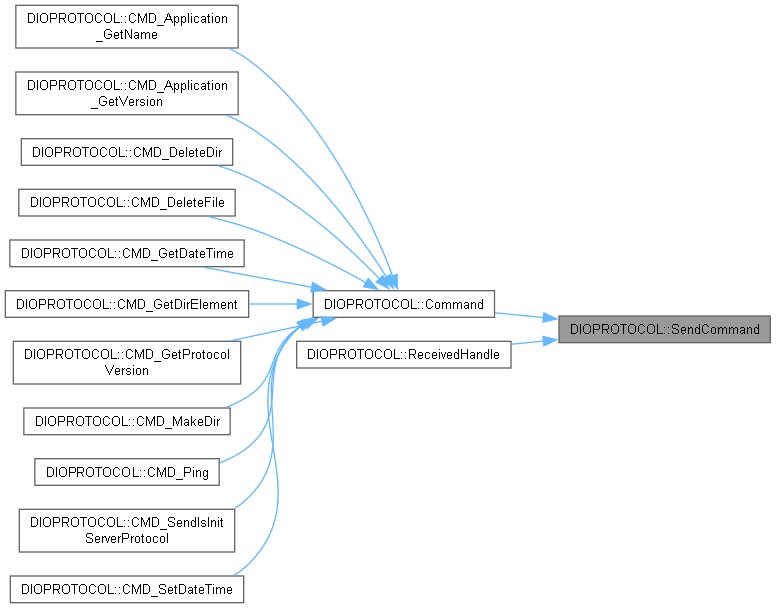 DIOPROTOCOL::CMD_Application
_GetName
DIOPROTOCOL::CMD_Application
_GetVersion
DIOPROTOCOL::CMD_DeleteDir
DIOPROTOCOL::CMD_DeleteFile
DIOPROTOCOL::CMD_GetDateTime
DIOPROTOCOL::CMD_GetDirElement
DIOPROTOCOL::CMD_GetProtocol
Version
DIOPROTOCOL::CMD_MakeDir
DIOPROTOCOL::CMD_Ping
DIOPROTOCOL::CMD_SendIsInit
ServerProtocol
DIOPROTOCOL::CMD_SetDateTime
DIOPROTOCOL::Command
DIOPROTOCOL::ReceivedHandle
DIOPROTOCOL::SendCommand